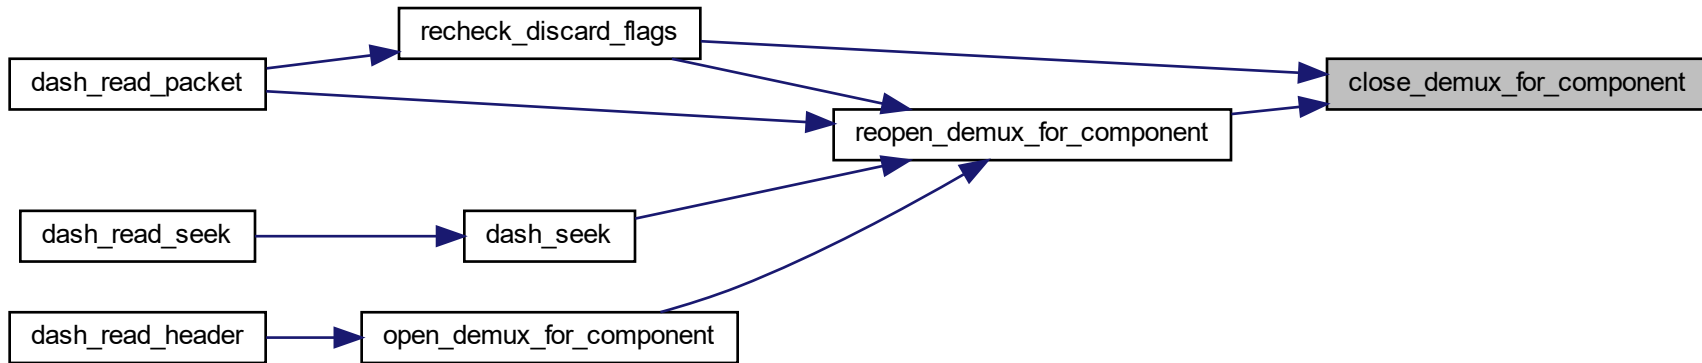 recheck_discard_flags
dash_read_packet
close_demux_for_component
reopen_demux_for_component
dash_read_seek
dash_seek
dash_read_header
open_demux_for_component